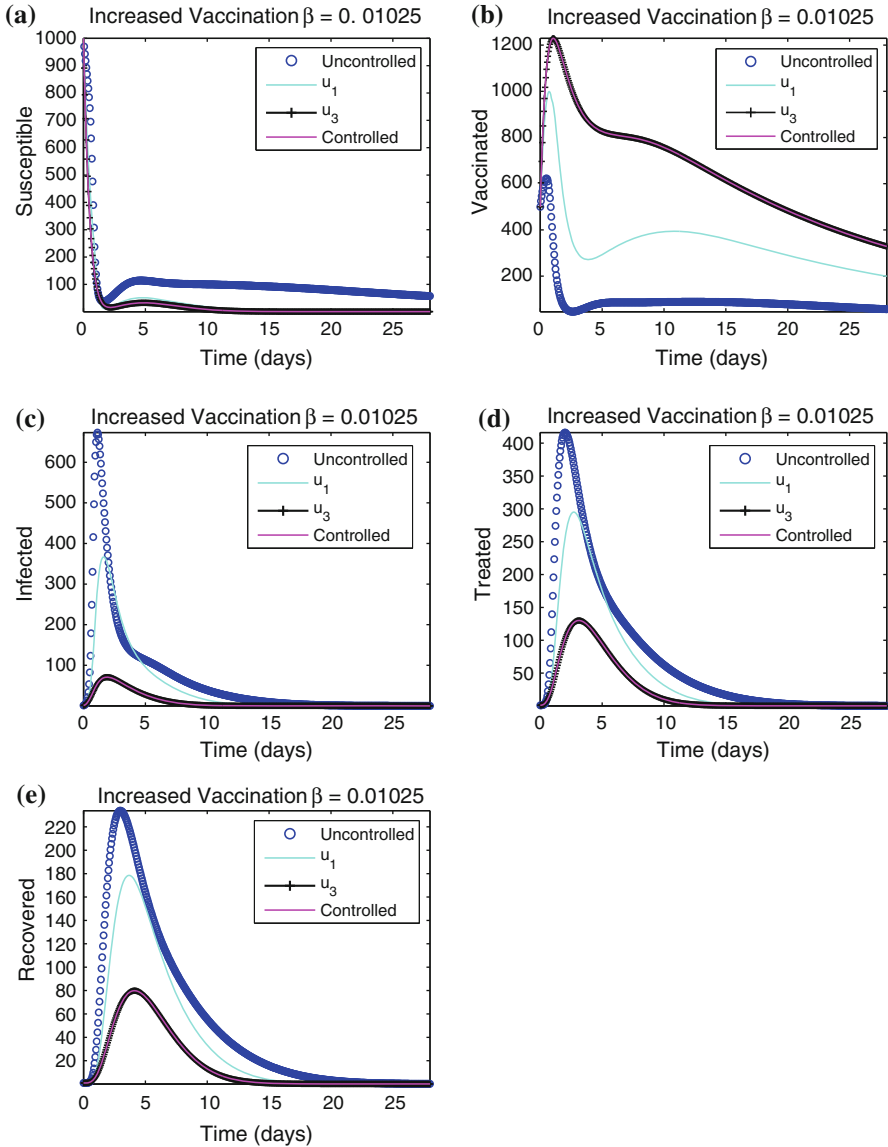 (a)
Increased Vaccination β = 0. 01025
1000
900
800
700
600
500
400
300
200
100
Susceptible
Uncontrolled
u1
u3
Controlled
0 5 10 15 20 25
Time (days)
(b)
Increased Vaccination β = 0.01025
1200
1000
800
600
400
200
Vaccinated
Uncontrolled
u1
u3
Controlled
0 5 10 15 20 25
Time (days)
(c)
Increased Vaccination β = 0.01025
600
500
400
300
200
100
Infected
Uncontrolled
u1
u3
Controlled
0 5 10 15 20 25
Time (days)
(d)
Increased Vaccination β = 0.01025
400
350
300
250
200
150
100
50
Treated
Uncontrolled
u1
u3
Controlled
0 5 10 15 20 25
Time (days)
(e)
Increased Vaccination β = 0.01025
220
200
180
160
140
120
100
80
60
40
20
Recovered
Uncontrolled
u1
u3
Controlled
0 5 10 15 20 25
Time (days)